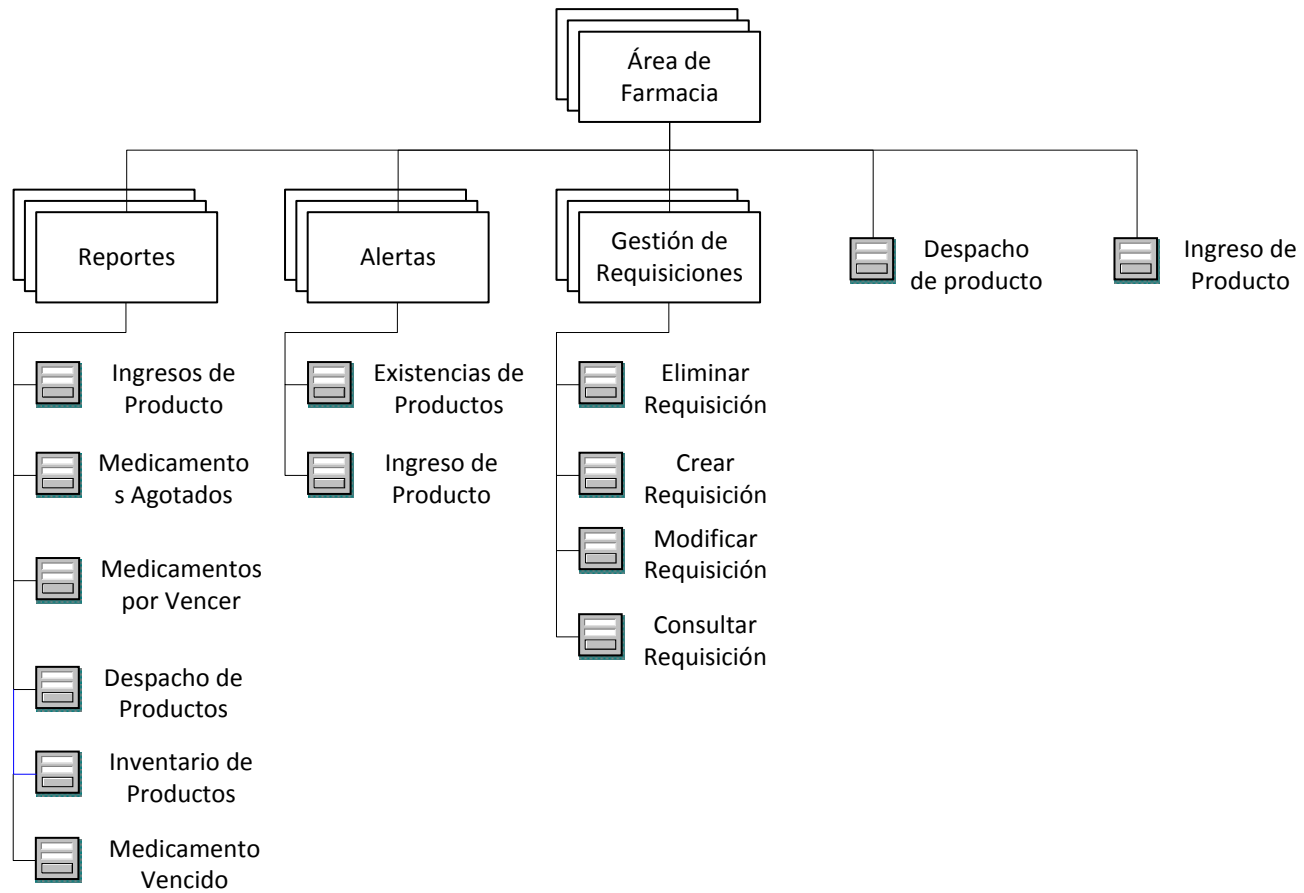 Área de
Farmacia
Reportes
Alertas
Gestión de
Requisiciones
Despacho
de producto
Ingreso de
Producto
Ingresos de
Producto
Medicamento
s Agotados
Medicamentos
por Vencer
Despacho de
Productos
Inventario de
Productos
Medicamento
Vencido
Existencias de
Productos
Ingreso de
Producto
Eliminar
Requisición
Crear
Requisición
Modificar
Requisición
Consultar
Requisición